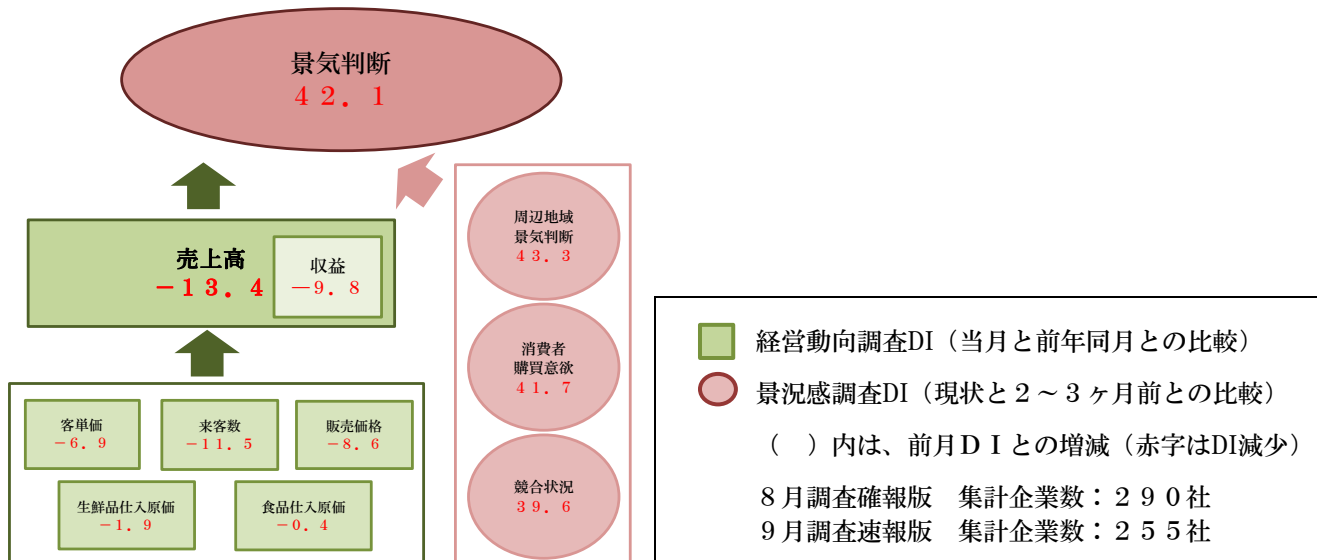 景気判断
４２．１
売上高
－１３．４
収益
－９．８
客単価
－６．９
来客数
－１１．５
販売価格
－８．６
生鮮品仕入原価
－１．９
食品仕入原価
－０．４
周辺地域
景気判断
４３．３
消費者
購買意欲
４１．７
競合状況
３９．６
経営動向調査DI（当月と前年同月との比較）
景況感調査DI（現状と２～３ヶ月前との比較）
（　）内は、前月ＤＩとの増減（赤字はDI減少）
８月調査確報版　集計企業数：２９０社
９月調査速報版　集計企業数：２５５社